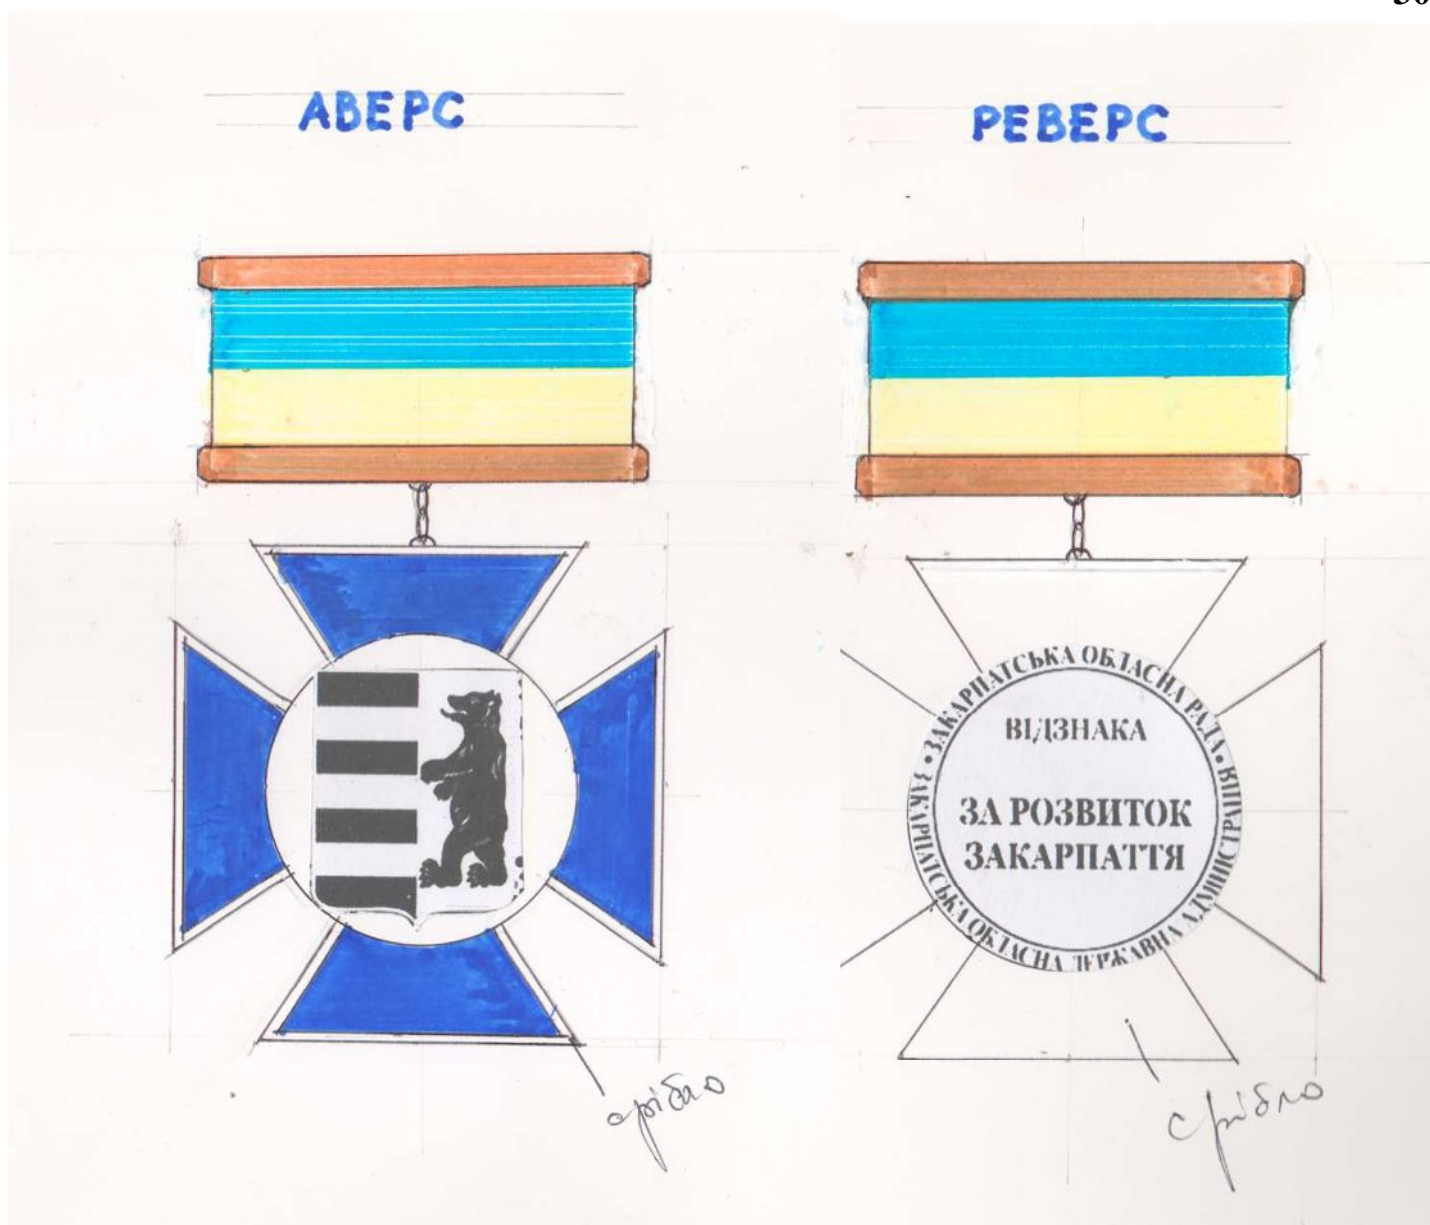 АВЕРС
РЕВЕРС
• ЗАКАРПАТСЬКА ОБЛАСНА РАДА •
ЗАКАРПАТСЬКА ОБЛАСНА ДЕРЖАВНА АДМІНІСТРАЦІЯ
ВІДЗНАКА
ЗА РОЗВИТОК
ЗАКАРПАТТЯ
срібло
срібло